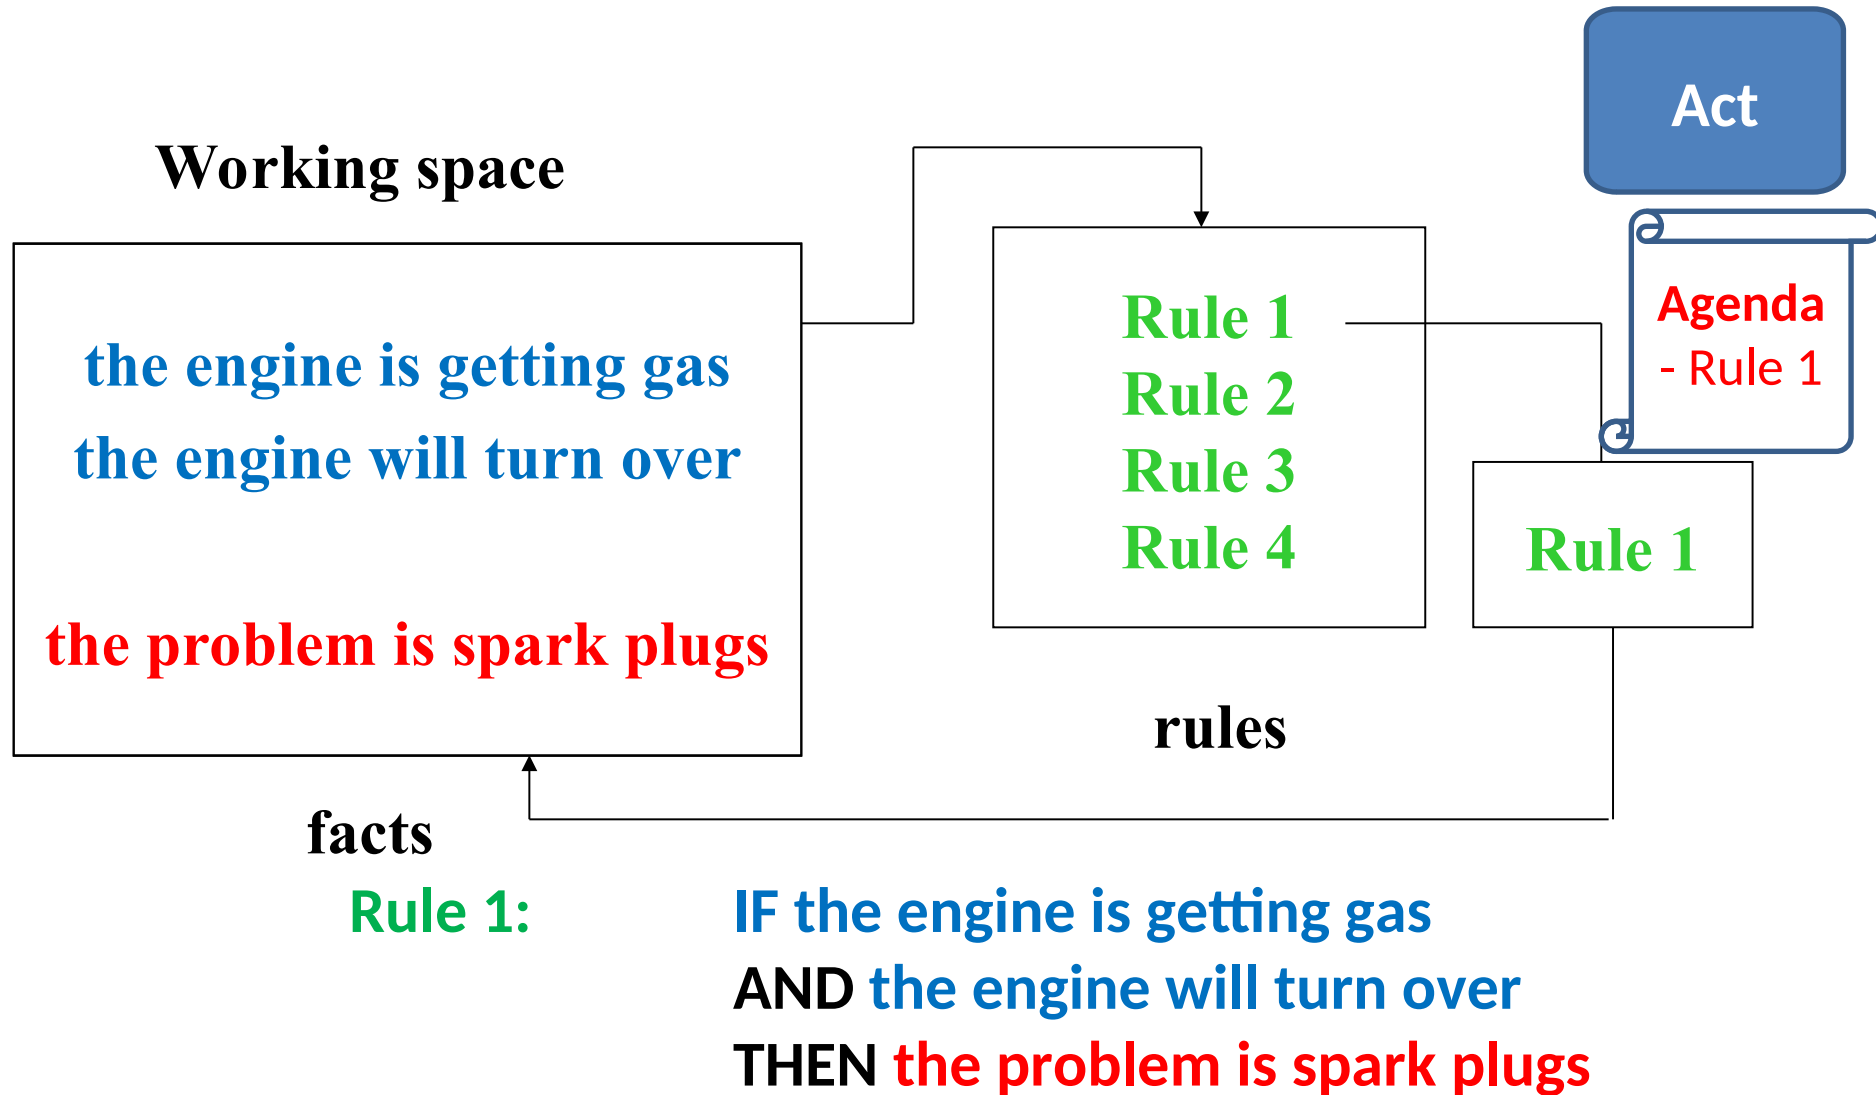 Act
Working space
the engine is getting gas
the engine will turn over
the problem is spark plugs
facts
Rule 1
Rule 2
Rule 3
Rule 4
rules
Agenda
- Rule 1
Rule 1
Rule 1: IF the engine is getting gas
AND the engine will turn over
THEN the problem is spark plugs